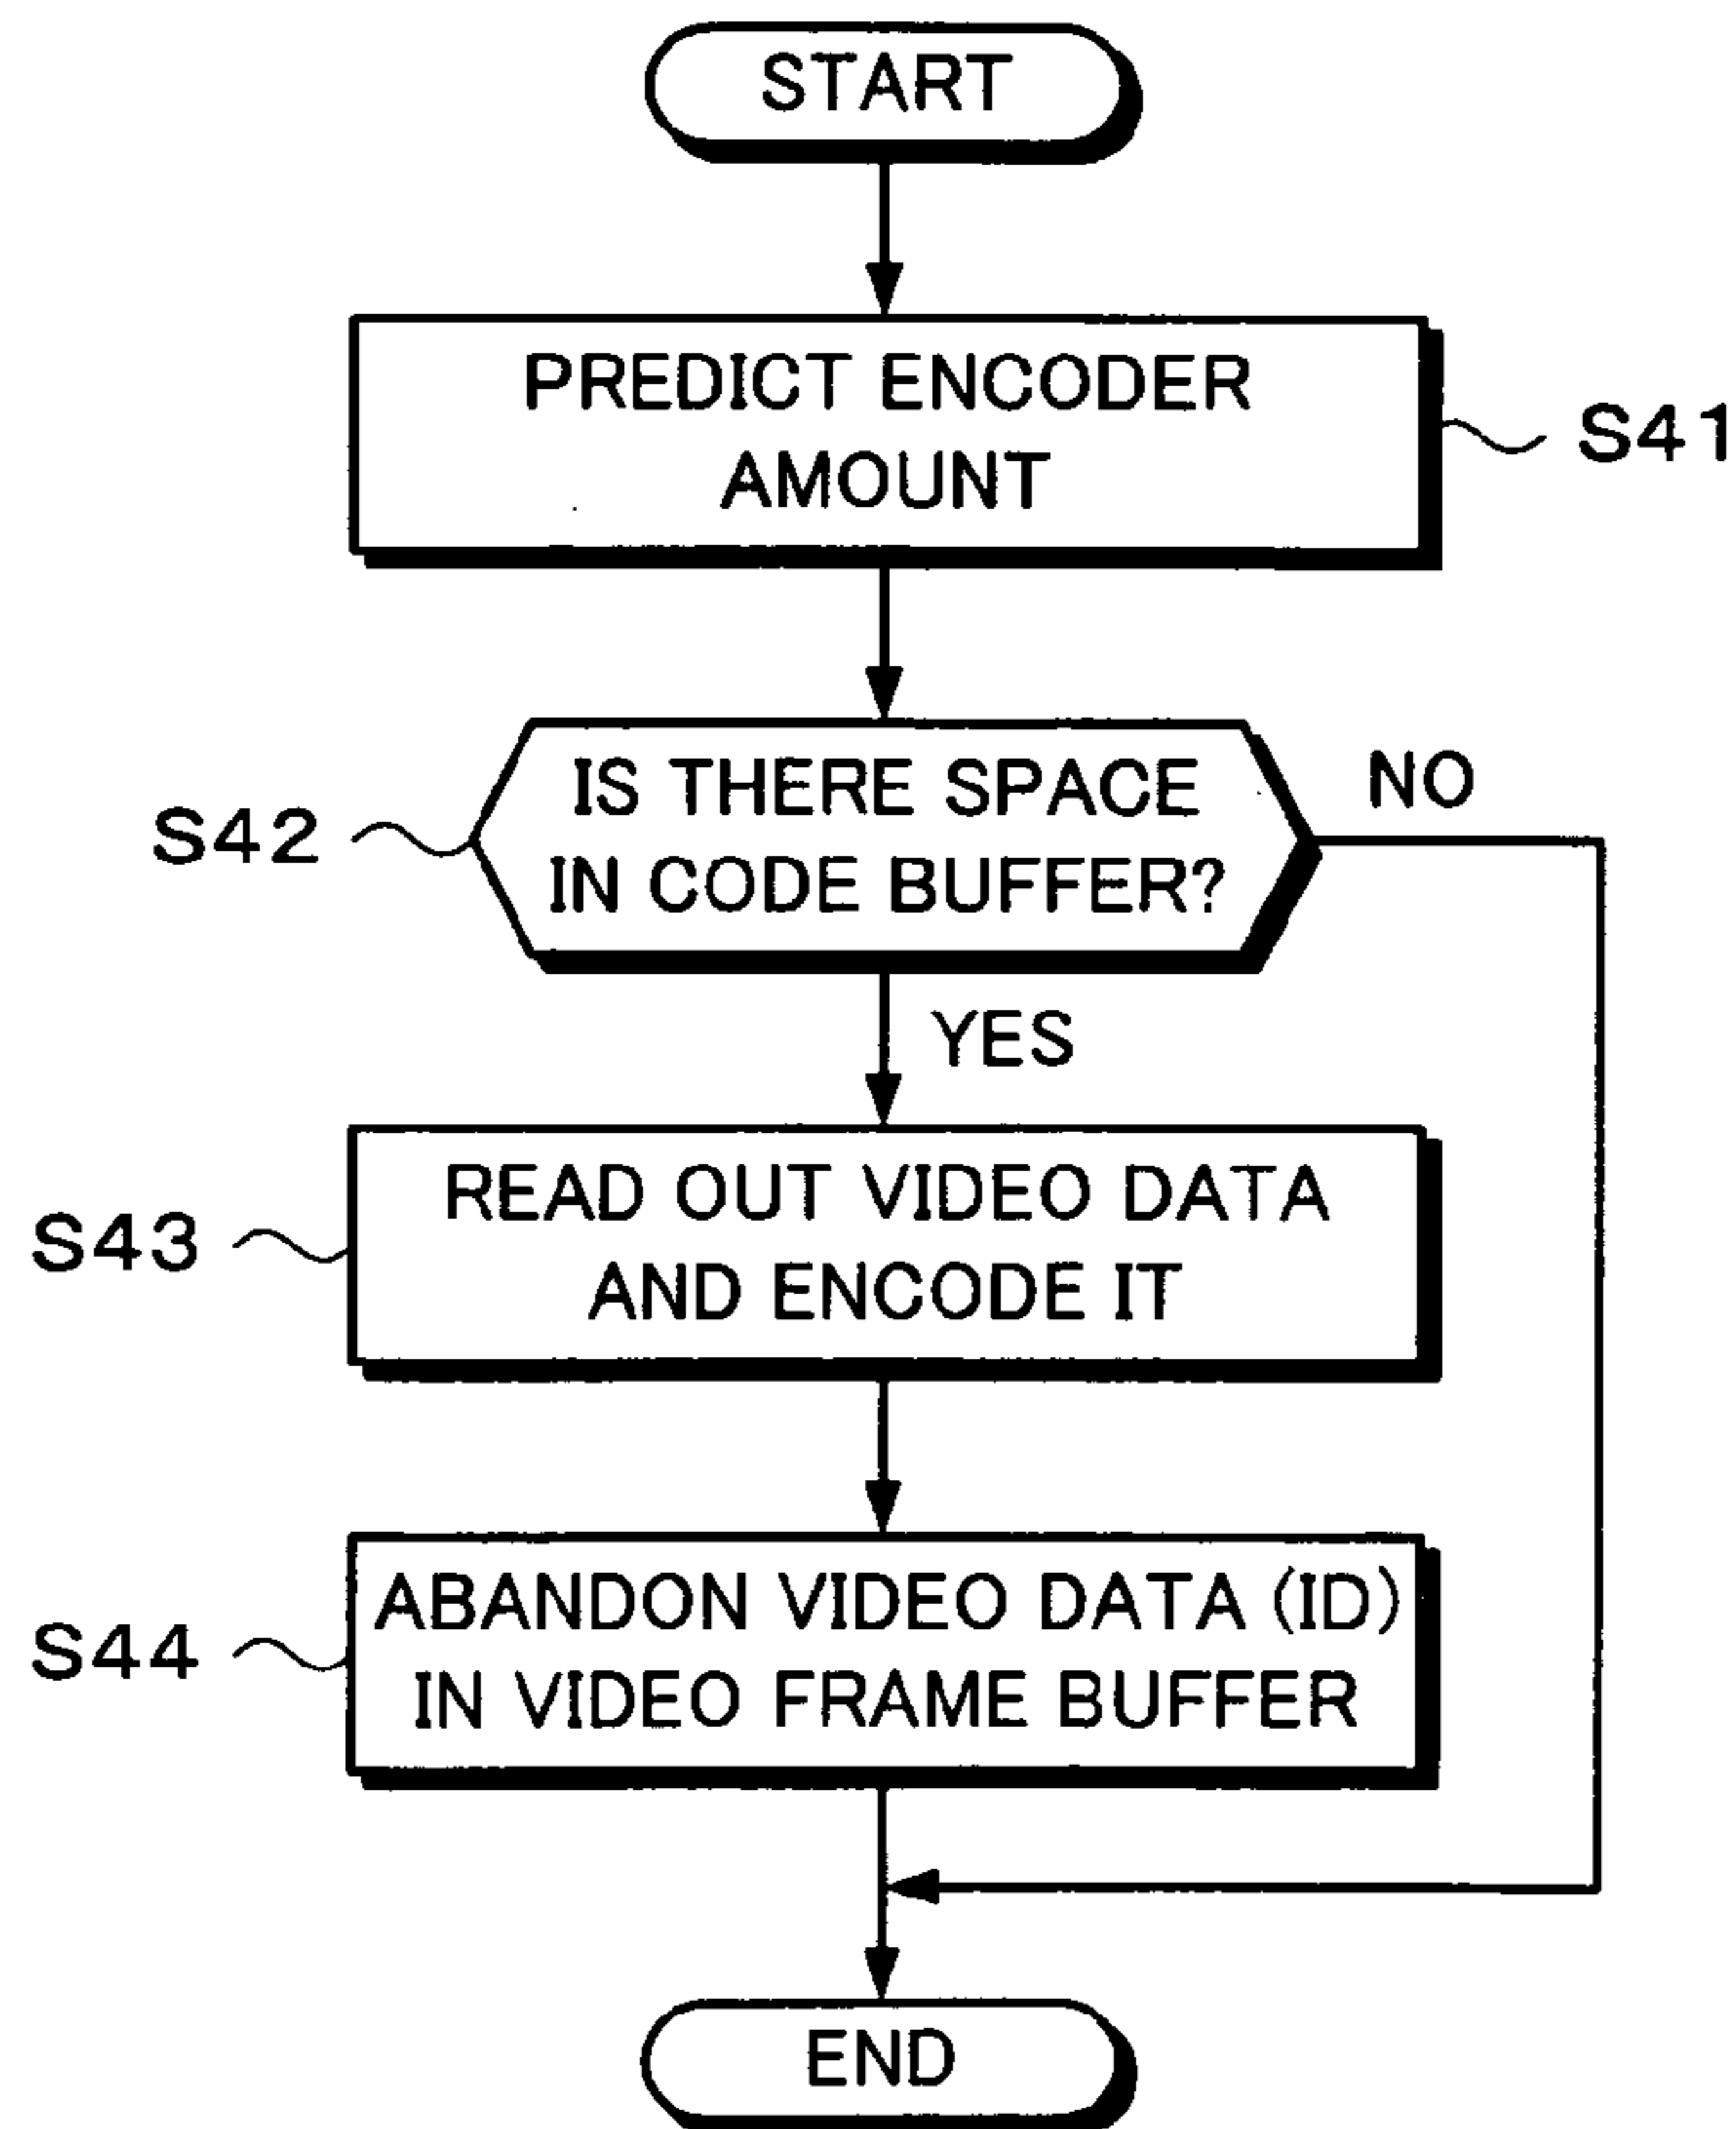 START
PREDICT ENCODER
AMOUNT
S41
IS THERE SPACE
IN CODE BUFFER?
NO
S42
YES
READ OUT VIDEO DATA
AND ENCODE IT
S43
ABANDON VIDEO DATA (ID)
IN VIDEO FRAME BUFFER
S44
END